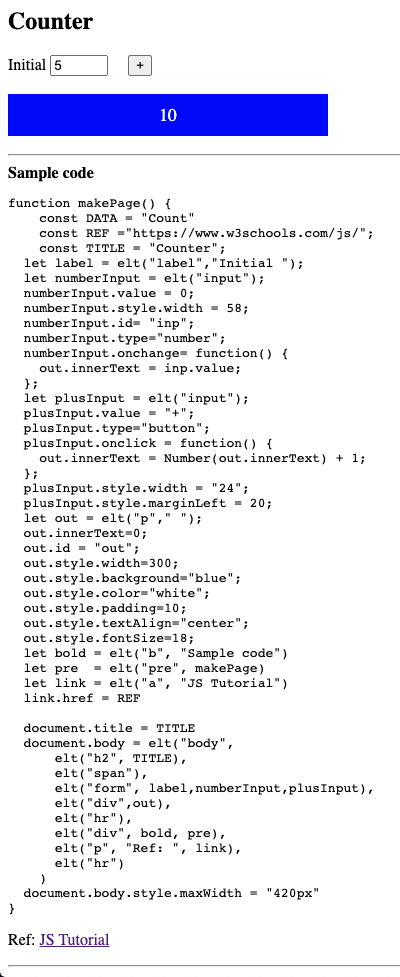 Counter
Initial 5 +
10
Sample code
function makePage() {
    const DATA = "Count"
    const REF ="https://www.w3schools.com/js/";
    const TITLE = "Counter";
  let label = elt("label","Initial ");
  let numberInput = elt("input");
  numberInput.value = 0;
  numberInput.style.width = 58;
  numberInput.id= "inp";
  numberInput.type="number";
  numberInput.onchange= function() {
    out.innerText = inp.value;
  };
  let plusInput = elt("input");
  plusInput.value = "+";
  plusInput.type="button";
  plusInput.onclick = function() {
    out.innerText = Number(out.innerText) + 1;
  };
  plusInput.style.width = "24";
  plusInput.style.marginLeft = 20;
  let out = elt("p"," ");
  out.innerText=0;
  out.id = "out";
  out.style.width=300;
  out.style.background="blue";
  out.style.color="white";
  out.style.padding=10;
  out.style.textAlign="center";
  out.style.fontSize=18;
  let bold = elt("b", "Sample code")
  let pre  = elt("pre", makePage)
  let link = elt("a", "JS Tutorial")
  link.href = REF

  document.title = TITLE
  document.body = elt("body",
      elt("h2", TITLE),
      elt("span"),
      elt("form", label,numberInput,plusInput),
      elt("div",out),
      elt("hr"),
      elt("div", bold, pre),
      elt("p", "Ref: ", link),
      elt("hr")
    )
  document.body.style.maxWidth = "420px"
}
Ref: JS Tutorial